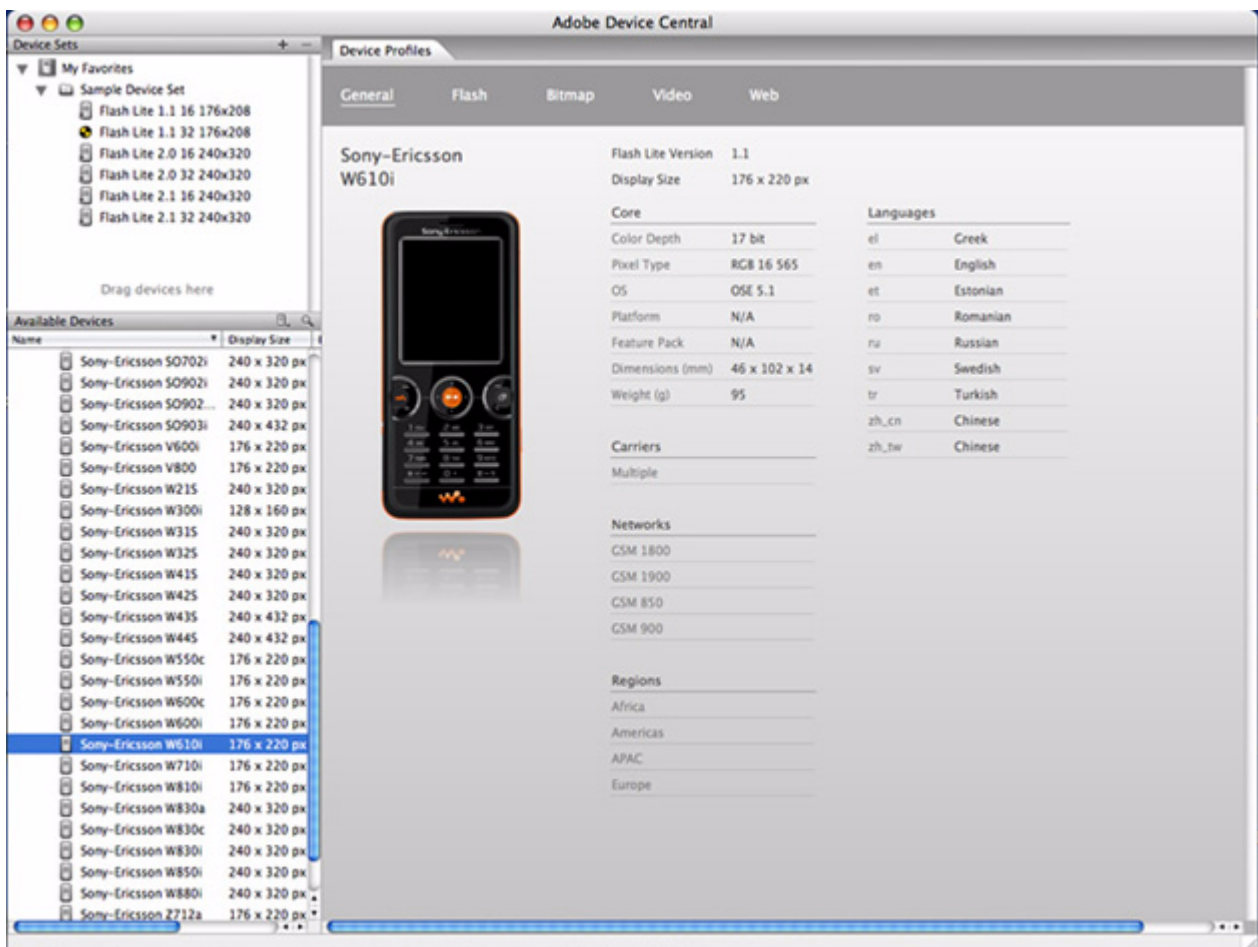 Adobe Device Central
Device Sets
My Favorites
Sample Device Set
Flash Lite 1.1 16 176x208
Flash Lite 1.1 32 176x208
Flash Lite 2.0 16 240x320
Flash Lite 2.0 32 240x320
Flash Lite 2.1 16 240x320
Flash Lite 2.1 32 240x320
Drag devices here
Available Devices
Name Display Size
Sony-Ericsson SO702i 240 x 320 px
Sony-Ericsson SO902i 240 x 320 px
Sony-Ericsson SO902... 240 x 320 px
Sony-Ericsson SO903i 240 x 432 px
Sony-Ericsson V600i 176 x 220 px
Sony-Ericsson V800 176 x 220 px
Sony-Ericsson W21S 240 x 320 px
Sony-Ericsson W300i 128 x 160 px
Sony-Ericsson W31S 240 x 320 px
Sony-Ericsson W32S 240 x 320 px
Sony-Ericsson W41S 240 x 320 px
Sony-Ericsson W42S 240 x 320 px
Sony-Ericsson W43S 240 x 432 px
Sony-Ericsson W44S 240 x 432 px
Sony-Ericsson W550c 176 x 220 px
Sony-Ericsson W550i 176 x 220 px
Sony-Ericsson W600c 176 x 220 px
Sony-Ericsson W600i 176 x 220 px
Sony-Ericsson W610i 176 x 220 px
Sony-Ericsson W710i 176 x 220 px
Sony-Ericsson W810i 176 x 220 px
Sony-Ericsson W830a 240 x 320 px
Sony-Ericsson W830c 240 x 320 px
Sony-Ericsson W830i 240 x 320 px
Sony-Ericsson W850i 240 x 320 px
Sony-Ericsson W880i 240 x 320 px
Sony-Ericsson Z712a 176 x 220 px
Device Profiles
General Flash Bitmap Video Web
Sony-Ericsson
W610i
Sony Ericsson
Flash Lite Version 1.1
Display Size 176 x 220 px
Core
Color Depth 17 bit
Pixel Type RGB 16 565
OS OSE 5.1
Platform N/A
Feature Pack N/A
Dimensions (mm) 46 x 102 x 14
Weight (g) 95
Carriers
Multiple
Networks
GSM 1800
GSM 1900
GSM 850
GSM 900
Regions
Africa
Americas
APAC
Europe
Languages
el Greek
en English
et Estonian
ro Romanian
ru Russian
sv Swedish
tr Turkish
zh_cn Chinese
zh_tw Chinese